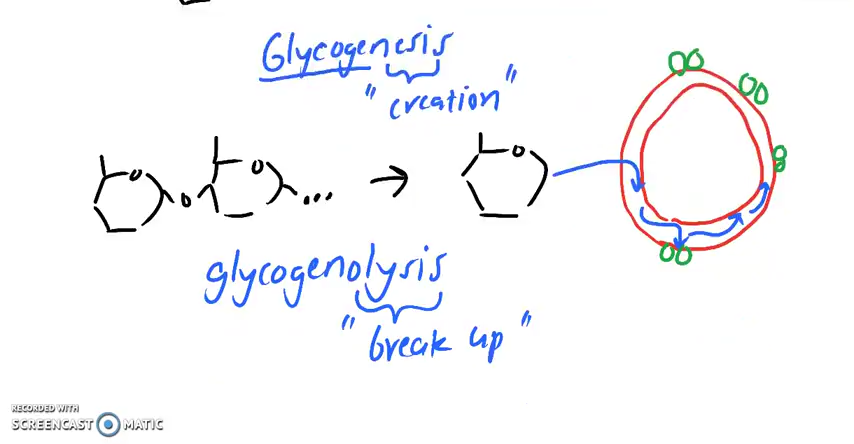 Glycogenesis
"creation"
O
O
O
...
O
glycogenolysis
"break up"
RECORDED WITH
SCREENCAST MATIC